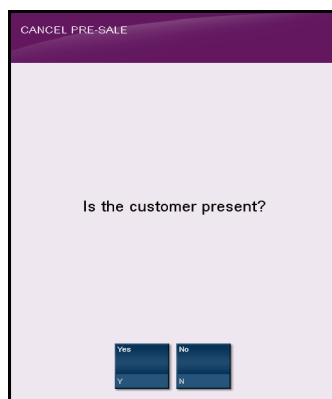 CANCEL PRE-SALE
Is the customer present?
Yes No
Y N